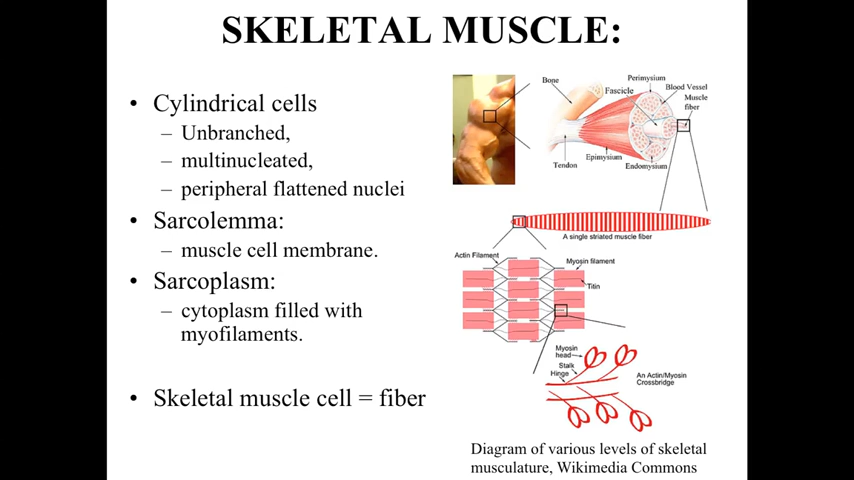 SKELETAL MUSCLE:
• Cylindrical cells
– Unbranched,
– multinucleated,
– peripheral flattened nuclei
• Sarcolemma:
– muscle cell membrane.
• Sarcoplasm:
– cytoplasm filled with
myofilaments.
• Skeletal muscle cell = fiber
Bone
Perimysium
Fascicle
Blood Vessel
Muscle
fiber
Epimysium
Tendon
Endomysium
A single striated muscle fiber
Actin Filament
Myosin filament
Titin
Myosin
head
Stalk
Hinge
An Actin/Myosin
Crossbridge
Diagram of various levels of skeletal
musculature, Wikimedia Commons